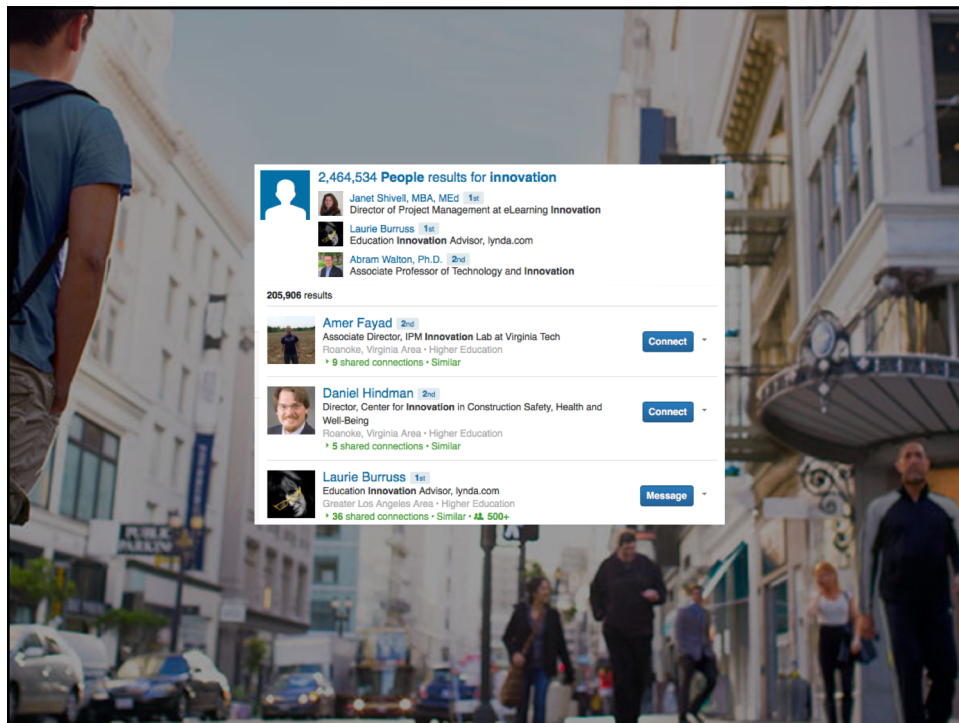 2,464,534 People results for innovation
Janet Shivell, MBA, MEd 1st
Director of Project Management at eLearning Innovation
Laurie Burruss 1st
Education Innovation Advisor, lynda.com
Abram Walton, Ph.D. 2nd
Associate Professor of Technology and Innovation
205,906 results
Amer Fayad 2nd
Associate Director, IPM Innovation Lab at Virginia Tech
Connect
Roanoke, Virginia Area • Higher Education
9 shared connections • Similar
Daniel Hindman 2nd
Director, Center for Innovation in Construction Safety, Health and
Well-Being
Connect
Roanoke, Virginia Area • Higher Education
5 shared connections • Similar
Laurie Burruss 1st
Education Innovation Advisor, lynda.com
Message
Greater Los Angeles Area • Higher Education
36 shared connections • Similar • 500+
PUBLIC
PARKING